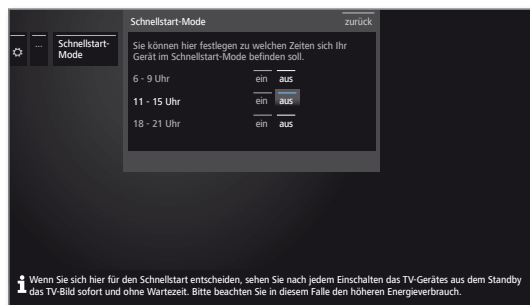 Schnellstart-Mode zurück
... Schnellstart-
Mode
Sie können hier festlegen zu welchen Zeiten sich Ihr
Gerät im Schnellstart-Mode befinden soll.
6 - 9 Uhr ein aus
11 - 15 Uhr ein aus
18 - 21 Uhr ein aus
Wenn Sie sich hier für den Schnellstart entscheiden, sehen Sie nach jedem Einschalten das TV-Gerätes aus dem Standby
das TV-Bild sofort und ohne Wartezeit. Bitte beachten Sie in diesem Falle den höheren Energieverbrauch.